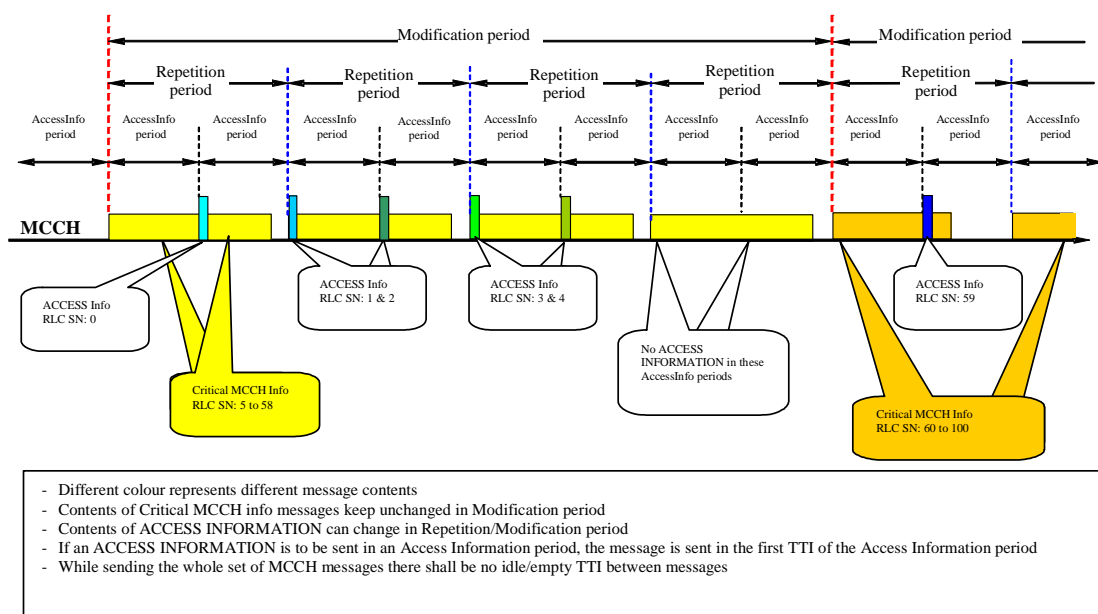 Modification period
Modification period
Repetition
period
Repetition
period
Repetition
period
Repetition
period
Repetition
period
AccessInfo
period
AccessInfo
period
AccessInfo
period
AccessInfo
period
AccessInfo
period
AccessInfo
period
AccessInfo
period
AccessInfo
period
AccessInfo
period
AccessInfo
period
AccessInfo
period
AccessInfo
period
MCCH
ACCESS Info
RLC SN: 0
ACCESS Info
RLC SN: 1 & 2
ACCESS Info
RLC SN: 3 & 4
ACCESS Info
RLC SN: 59
No ACCESS
INFORMATION in these
AccessInfo periods
Critical MCCH Info
RLC SN: 5 to 58
Critical MCCH Info
RLC SN: 60 to 100
- Different colour represents different message contents
- Contents of Critical MCCH info messages keep unchanged in Modification period
- Contents of ACCESS INFORMATION can change in Repetition/Modification period
- If an ACCESS INFORMATION is to be sent in an Access Information period, the message is sent in the first TTI of the Access Information period
- While sending the whole set of MCCH messages there shall be no idle/empty TTI between messages